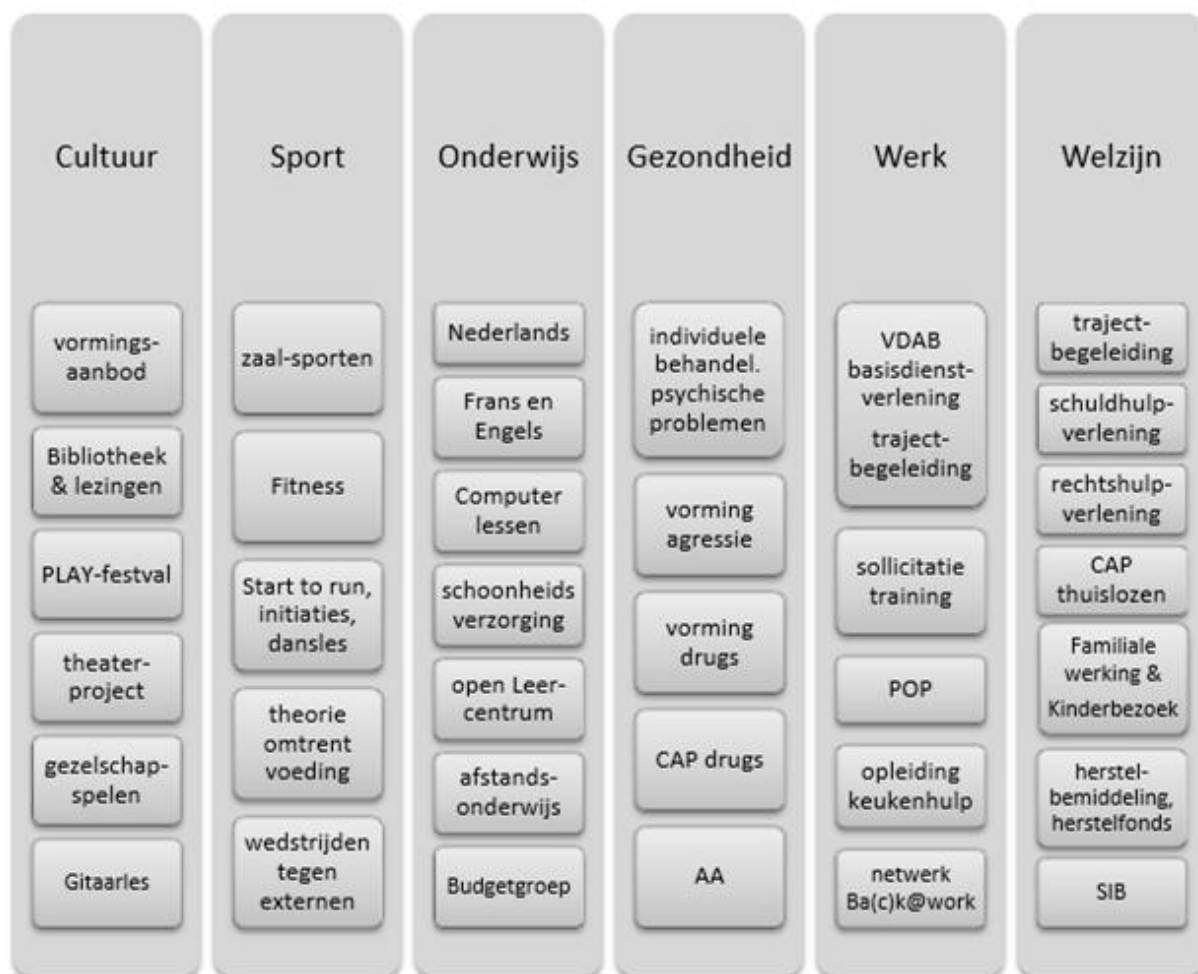 Cultuur
vormings-
aanbod
Bibliotheek
& lezingen
PLAY-festval
theater-
project
gezelschap-
spelen
Gitaarles
Sport
zaal-sporten
Fitness
Start to run,
initiaties,
dansles
theorie
omtrent
voeding
wedstrijden
tegen
externen
Onderwijs
Nederlands
Frans en
Engels
Computer
lessen
schoonheids
verzorging
open Leer-
centrum
afstands-
onderwijs
Budgetgroep
Gezondheid
individuele
behandel.
psychische
problemen
vorming
agressie
vorming
drugs
CAP drugs
AA
Werk
VDAB
basisdienst-
verlening
traject-
begeleiding
sollicitatie
training
POP
opleiding
keukenhulp
netwerk
Ba(c)k@work
Welzijn
traject-
begeleiding
schuldhulp-
verlening
rechtshulp-
verlening
CAP
thuislozen
Familiale
werking &
Kinderbezoek
herstel-
bemiddeling,
herstelfonds
SIB